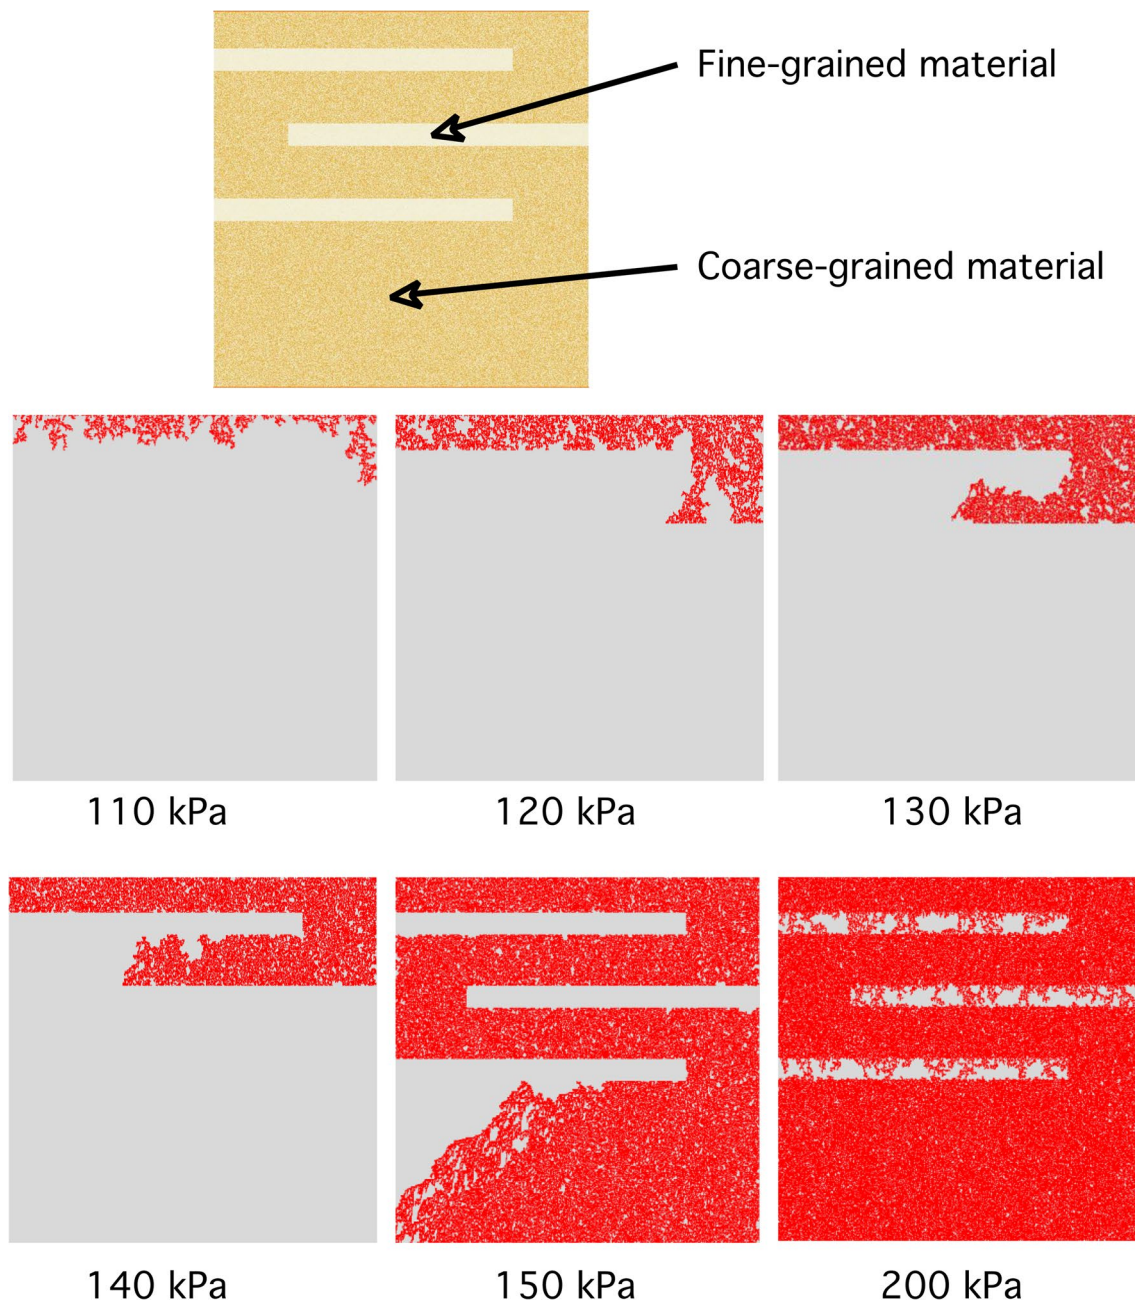 Fine-grained material
Coarse-grained material
110 kPa
120 kPa
130 kPa
140 kPa
150 kPa
200 kPa